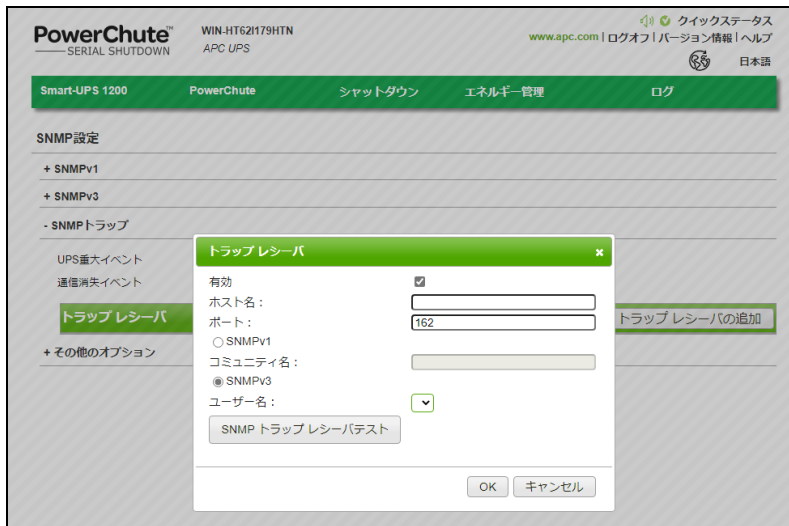 PowerChute™ WIN-HT62I179HTN クイックステータス
SERIAL SHUTDOWN APC UPS www.apc.com | ログオフ | バージョン情報 | ヘルプ
日本語
Smart-UPS 1200 PowerChute シャットダウン エネルギー管理 ログ
SNMP設定
+ SNMPv1
+ SNMPv3
- SNMPトラップ
UPS重大イベント
通信消失イベント
トラップ レシーバ トラップ レシーバの追加
+ その他のオプション
トラップ レシーバ ×
有効
ホスト名：
ポート： 162
SNMPv1
コミュニティ名：
SNMPv3
ユーザー名：
SNMP トラップ レシーバテスト
OK キャンセル